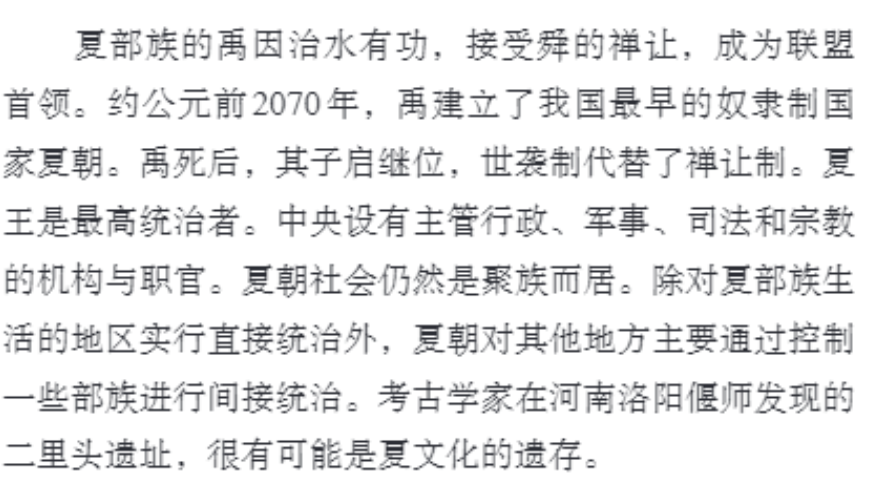 夏部族的禹因治水有功，接受舜的禅让，成为联盟
首领。约公元前2070年，禹建立了我国最早的奴隶制国
家夏朝。禹死后，其子启继位，世袭制代替了禅让制。夏
王是最高统治者。中央设有主管行政、军事、司法和宗教
的机构与职官。夏朝社会仍然是聚族而居。除对夏部族生
活的地区实行直接统治外，夏朝对其他地方主要通过控制
一些部族进行间接统治。考古学家在河南洛阳偃师发现的
二里头遗址，很有可能是夏文化的遗存。